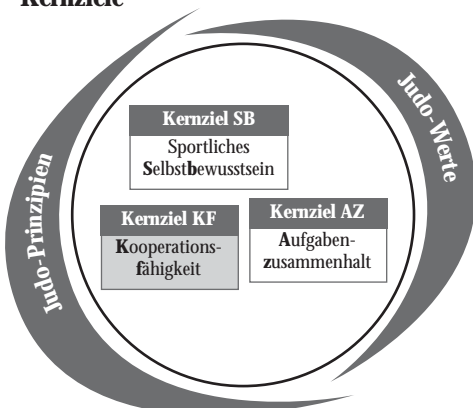 Kernziele
Judo-Werte
Kernziel SB
Sportliches
Selbstbewusstsein
Judo-Prinzipien
Kernziel KF
Kooperations-
fähigkeit
Kernziel AZ
Aufgaben-
zusammenhalt